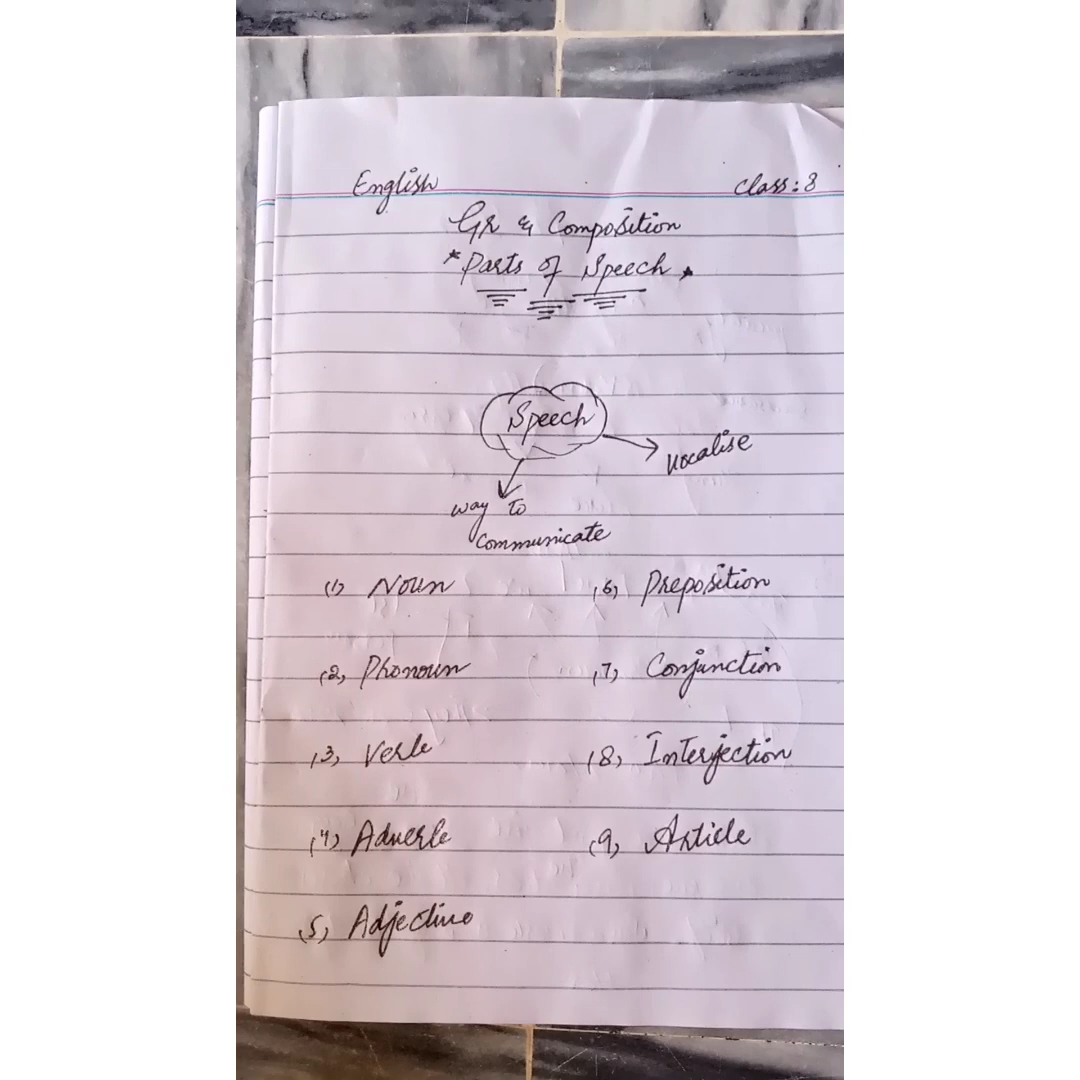 English
Class: 8
Gr & Composition
*Parts of Speech*
Speech
Vocalise
way to
communicate
(1) Noun
(2) Pronoun
(3) Verb
(4) Adverb
(5) Adjective
(6) Preposition
(7) Conjunction
(8) Interjection
(9) Article